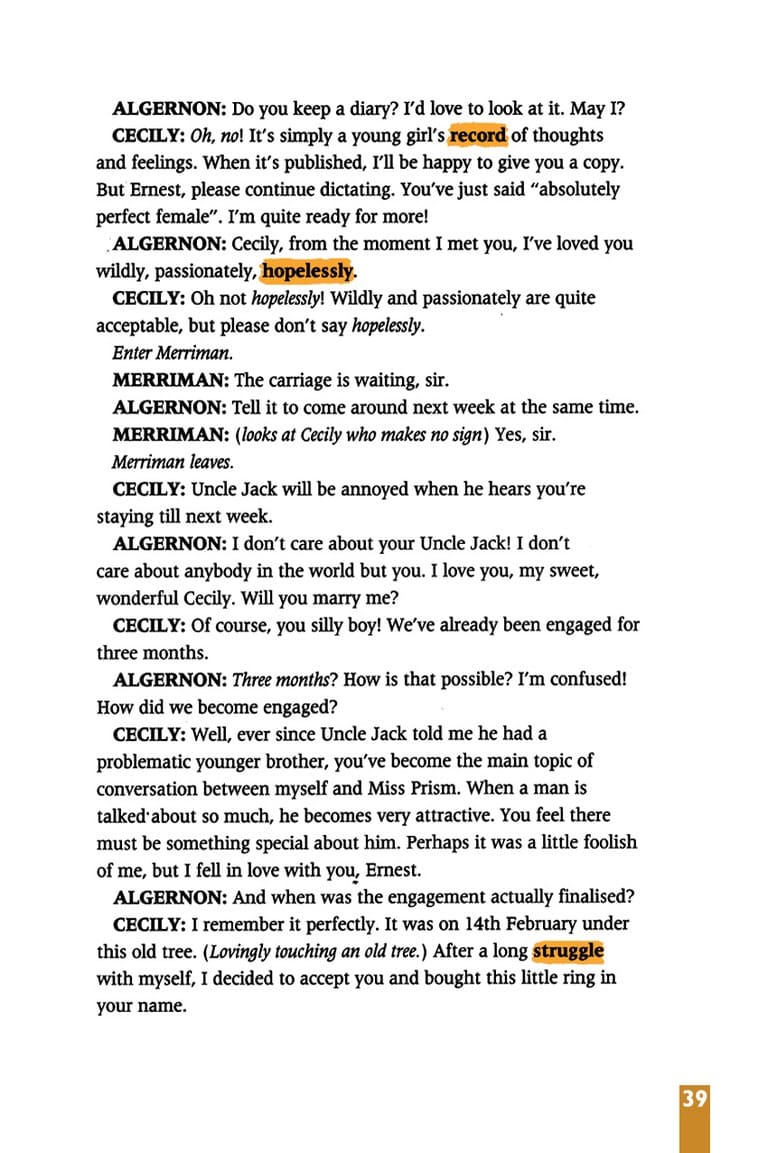 ALGERNON: Do you keep a diary? I'd love to look at it. May I?
CECILY: Oh, no! It's simply a young girl's record of thoughts
and feelings. When it's published, I'll be happy to give you a copy.
But Ernest, please continue dictating. You've just said “absolutely
perfect female”. I'm quite ready for more!
ALGERNON: Cecily, from the moment I met you, I've loved you
wildly, passionately, hopelessly.
CECILY: Oh not hopelessly! Wildly and passionately are quite
acceptable, but please don't say hopelessly.
Enter Merriman.
MERRIMAN: The carriage is waiting, sir.
ALGERNON: Tell it to come around next week at the same time.
MERRIMAN: (looks at Cecily who makes no sign) Yes, sir.
Merriman leaves.
CECILY: Uncle Jack will be annoyed when he hears you're
staying till next week.
ALGERNON: I don't care about your Uncle Jack! I don't
care about anybody in the world but you. I love you, my sweet,
wonderful Cecily. Will you marry me?
CECILY: Of course, you silly boy! We've already been engaged for
three months.
ALGERNON: Three months? How is that possible? I'm confused!
How did we become engaged?
CECILY: Well, ever since Uncle Jack told me he had a
problematic younger brother, you've become the main topic of
conversation between myself and Miss Prism. When a man is
talked about so much, he becomes very attractive. You feel there
must be something special about him. Perhaps it was a little foolish
of me, but I fell in love with you, Ernest.
ALGERNON: And when was the engagement actually finalised?
CECILY: I remember it perfectly. It was on 14th February under
this old tree. (Lovingly touching an old tree.) After a long struggle
with myself, I decided to accept you and bought this little ring in
your name.
39